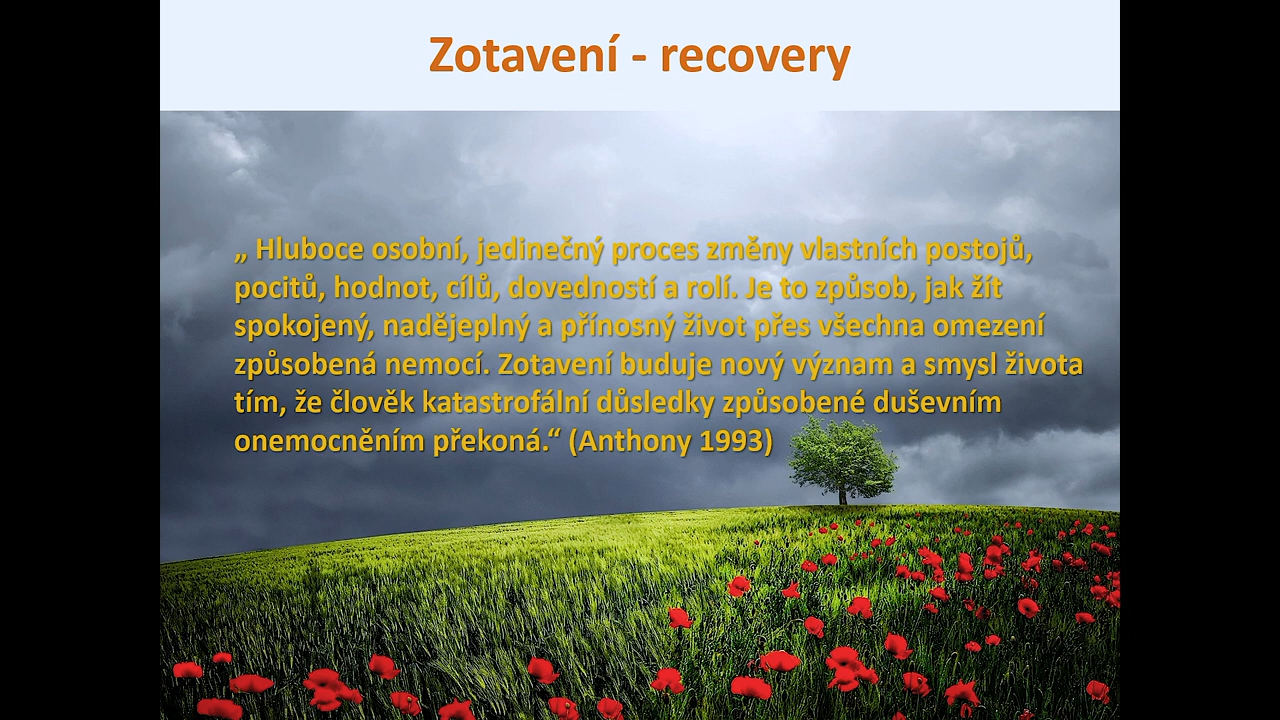 Zotavení - recovery
„ Hluboce osobní, jedinečný proces změny vlastních postojů,
pocitů, hodnot, cílů, dovedností a rolí. Je to způsob, jak žít
spokojený, nadějeplný a přínosný život přes všechna omezení
způsobená nemocí. Zotavení buduje nový význam a smysl života
tím, že člověk katastrofální důsledky způsobené duševním
onemocněním překoná.“ (Anthony 1993)